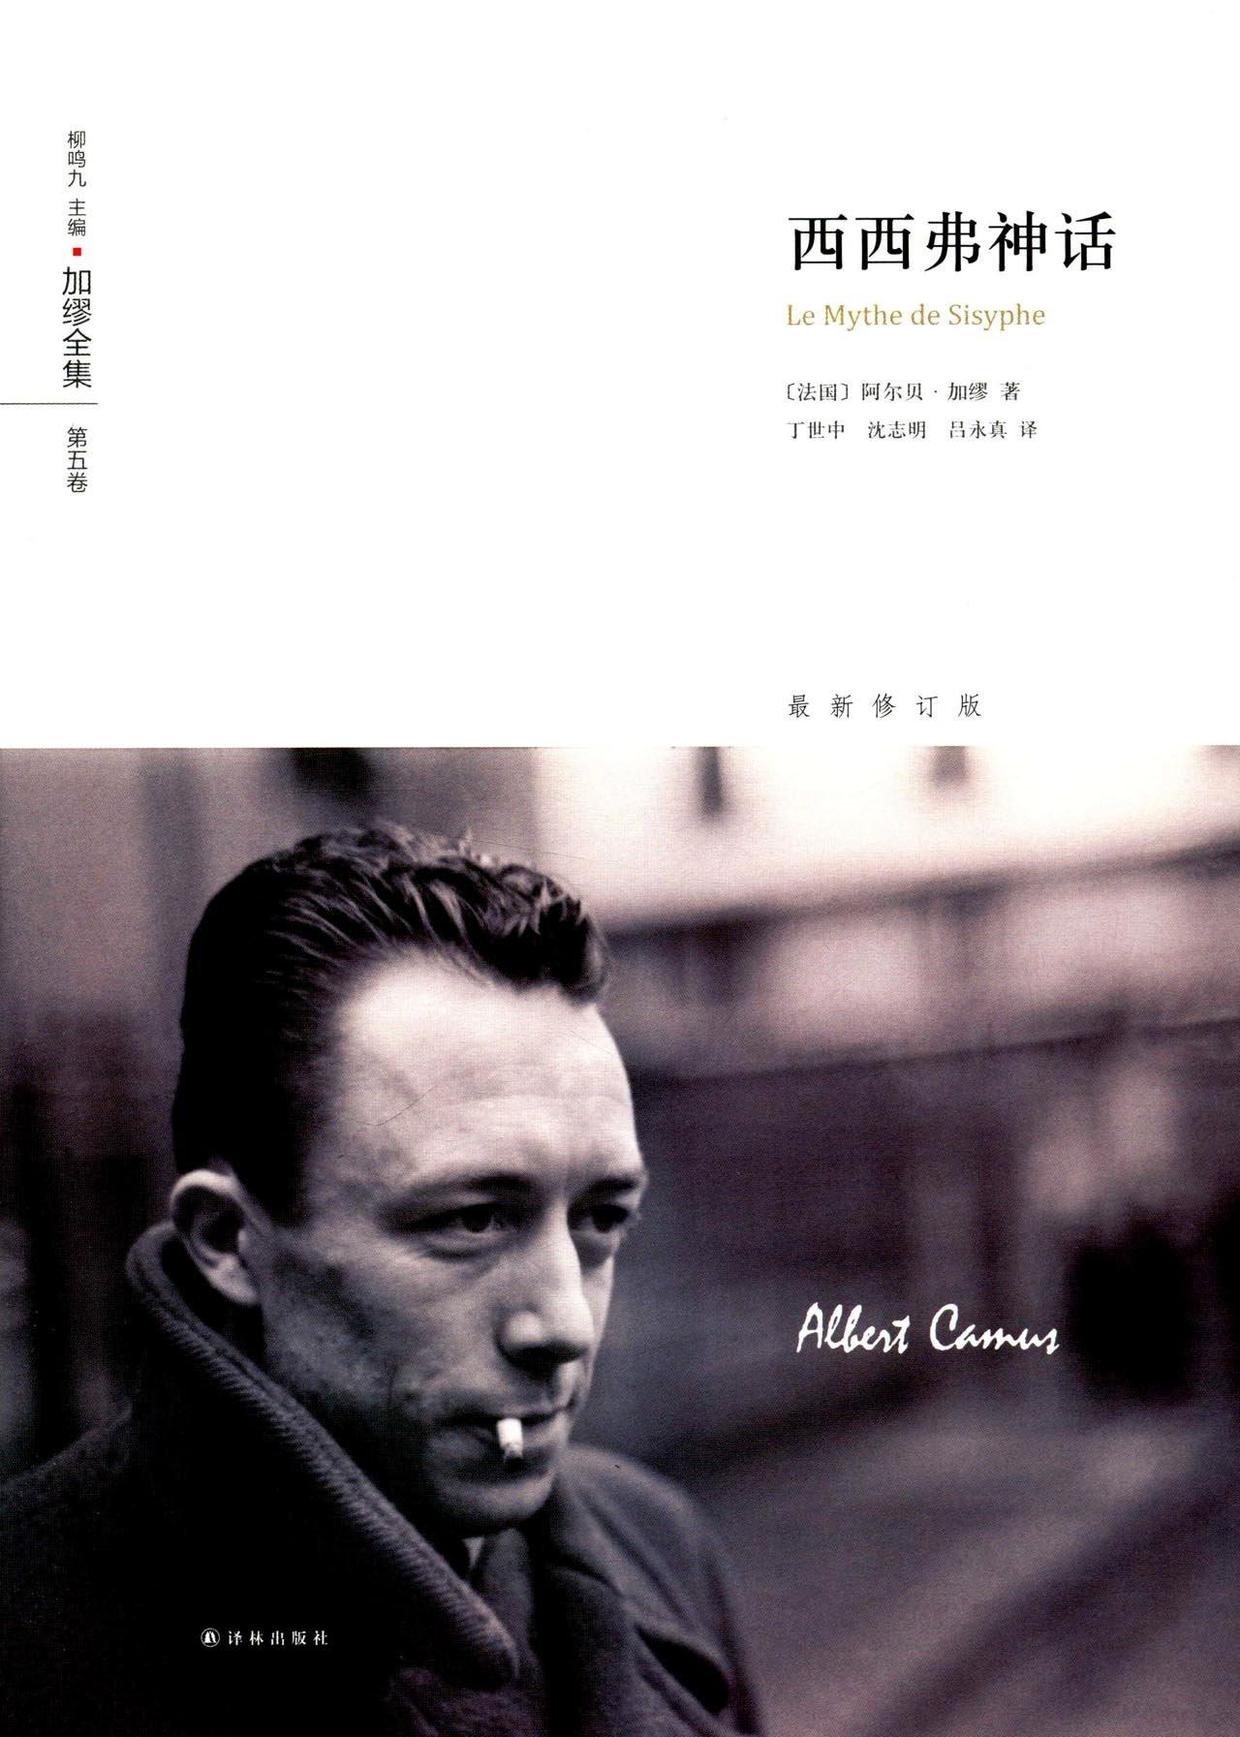 柳鸣九 主编
加缪全集
第五卷
西西弗神话
Le Mythe de Sisyphe
〔法国〕阿尔贝·加缪 著
丁世中 沈志明 吕永真 译
最新修订版
Albert Camus
译林出版社